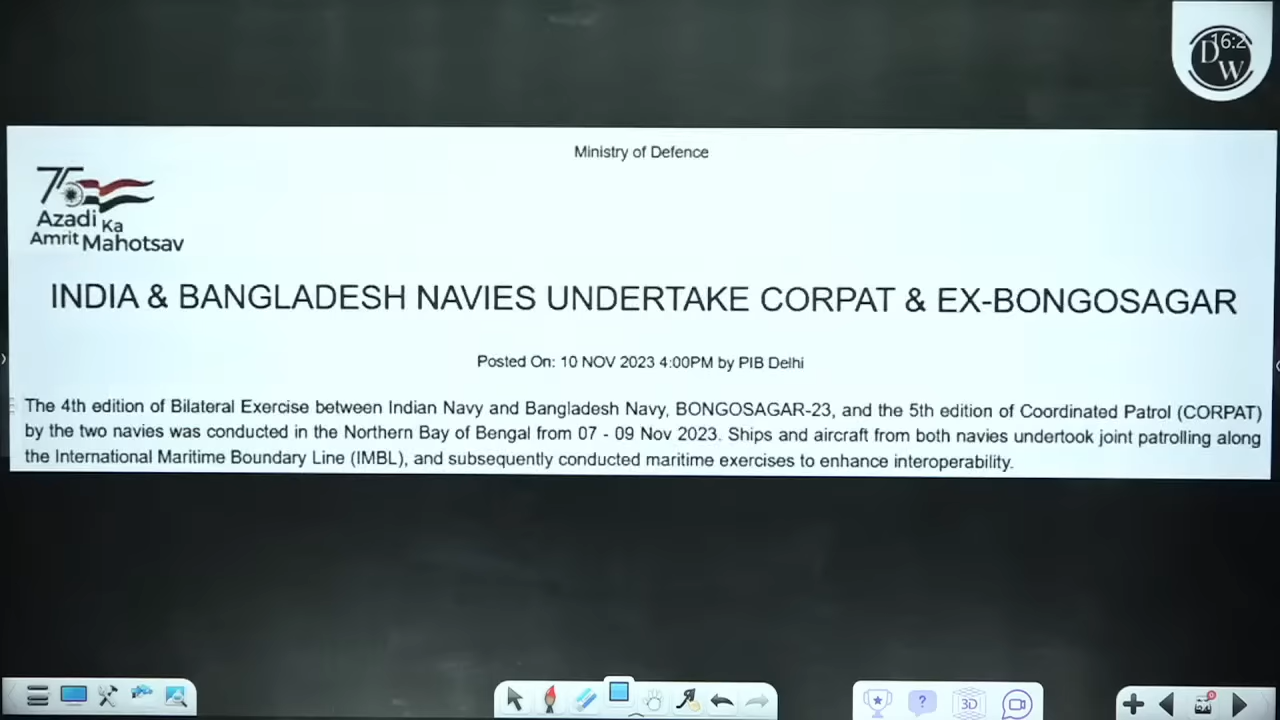 16:2
D
W
Ministry of Defence
75
Azadi Ka
Amrit Mahotsav
INDIA & BANGLADESH NAVIES UNDERTAKE CORPAT & EX-BONGOSAGAR
Posted On: 10 NOV 2023 4:00PM by PIB Delhi
The 4th edition of Bilateral Exercise between Indian Navy and Bangladesh Navy, BONGOSAGAR-23, and the 5th edition of Coordinated Patrol (CORPAT)
by the two navies was conducted in the Northern Bay of Bengal from 07 - 09 Nov 2023. Ships and aircraft from both navies undertook joint patrolling along
the International Maritime Boundary Line (IMBL), and subsequently conducted maritime exercises to enhance interoperability.
?
3D